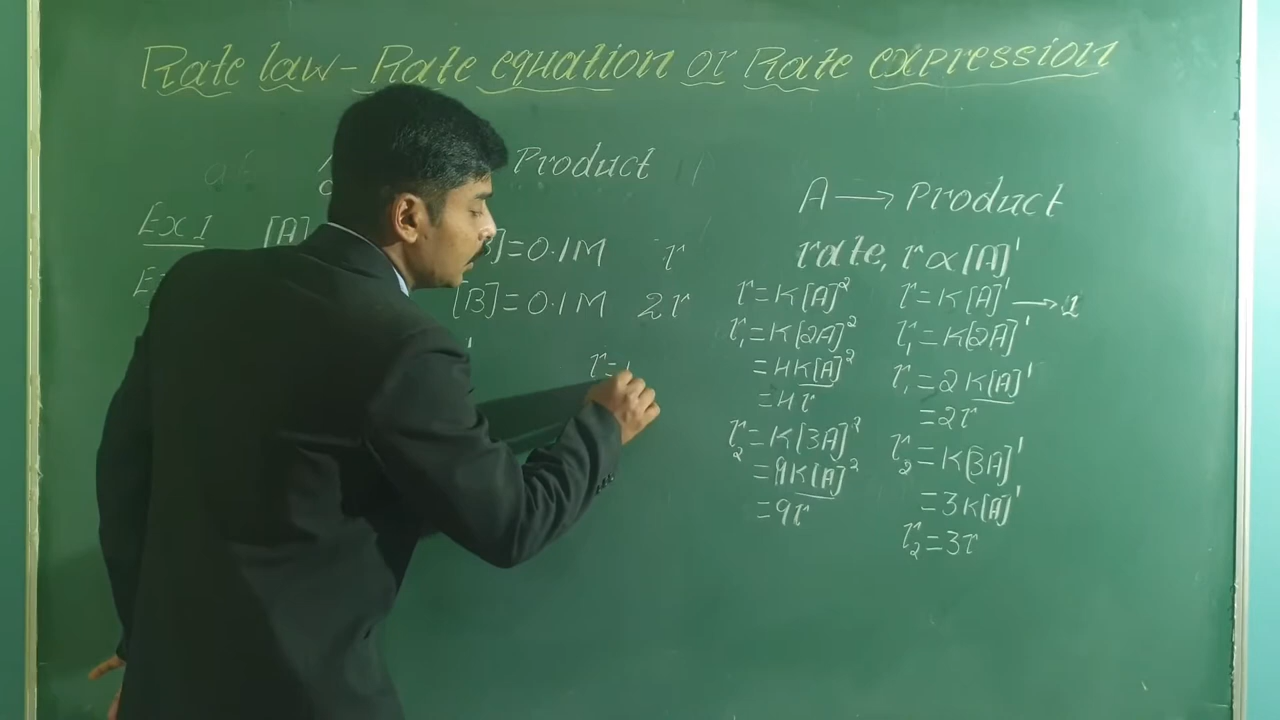 Rate law - Rate equation or Rate expression
Product
Ex 1 [A] B]=0.1M r
[B]=0.1M 2r
r=
A → Product
rate, r ∝ [A]¹
r=K[A]²
r₁=K[2A]²
=4K[A]²
=4r
r₂=K[3A]²
=9K[A]²
=9r
r=K[A]¹ → 1
r₁=K[2A]¹
r₁=2K[A]¹
=2r
r₂=K[3A]¹
=3K[A]¹
r₂=3r